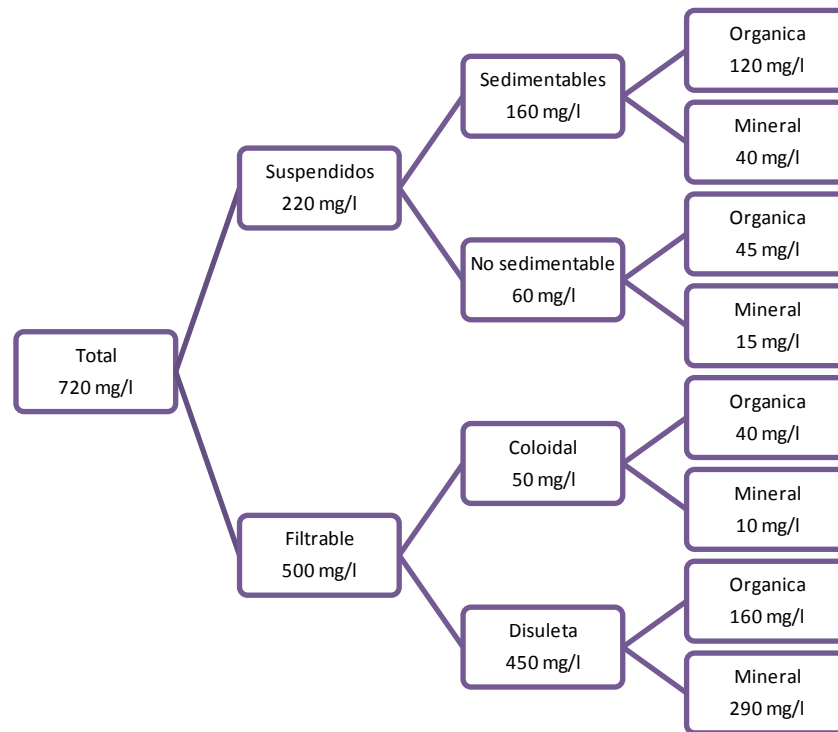 Total
720 mg/l
Suspendidos
220 mg/l
Sedimentables
160 mg/l
Organica
120 mg/l
Mineral
40 mg/l
No sedimentable
60 mg/l
Organica
45 mg/l
Mineral
15 mg/l
Filtrable
500 mg/l
Coloidal
50 mg/l
Organica
40 mg/l
Mineral
10 mg/l
Disuleta
450 mg/l
Organica
160 mg/l
Mineral
290 mg/l